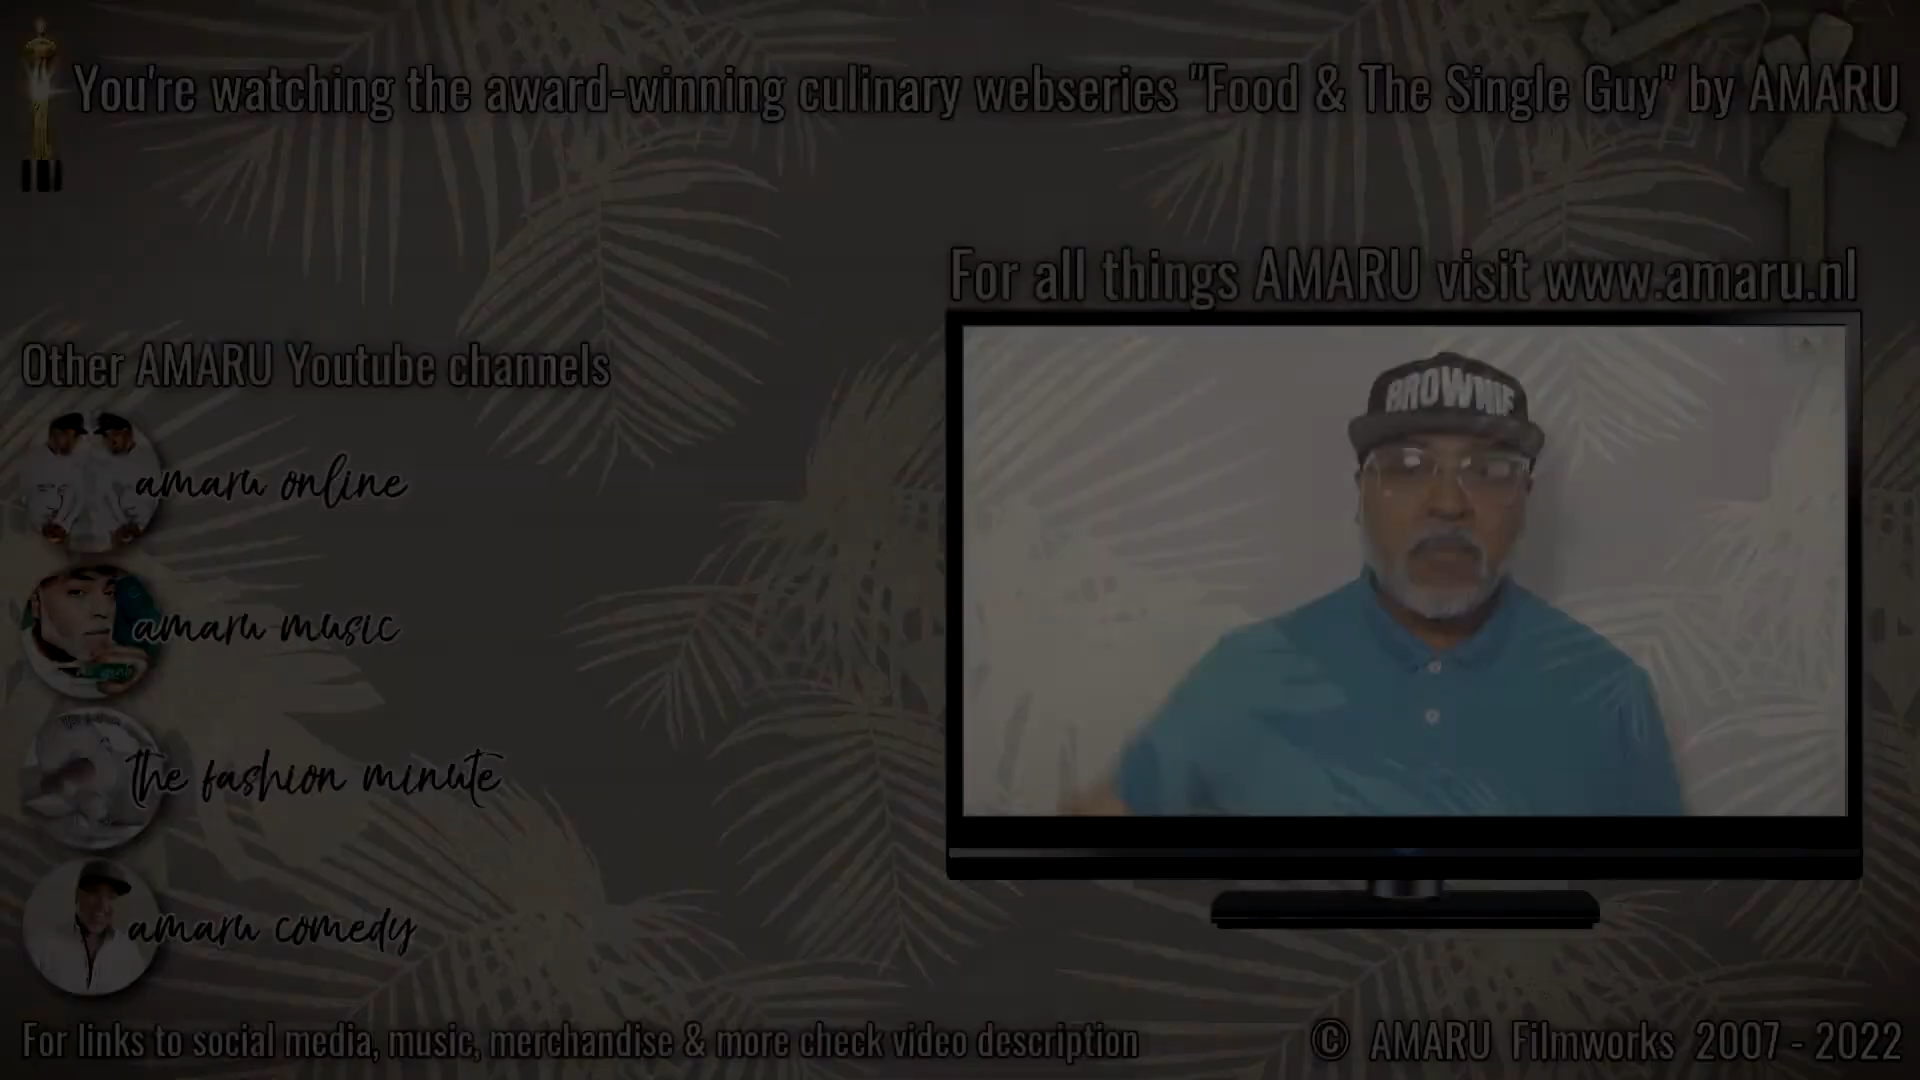 You're watching the award-winning culinary webseries "Food & The Single Guy" by AMARU
For all things AMARU visit www.amaru.nl
BROWNIE
Other AMARU Youtube channels
amaru online
amaru music
the fashion minute
amaru comedy
For links to social media, music, merchandise & more check video description
© AMARU Filmworks 2007 - 2022